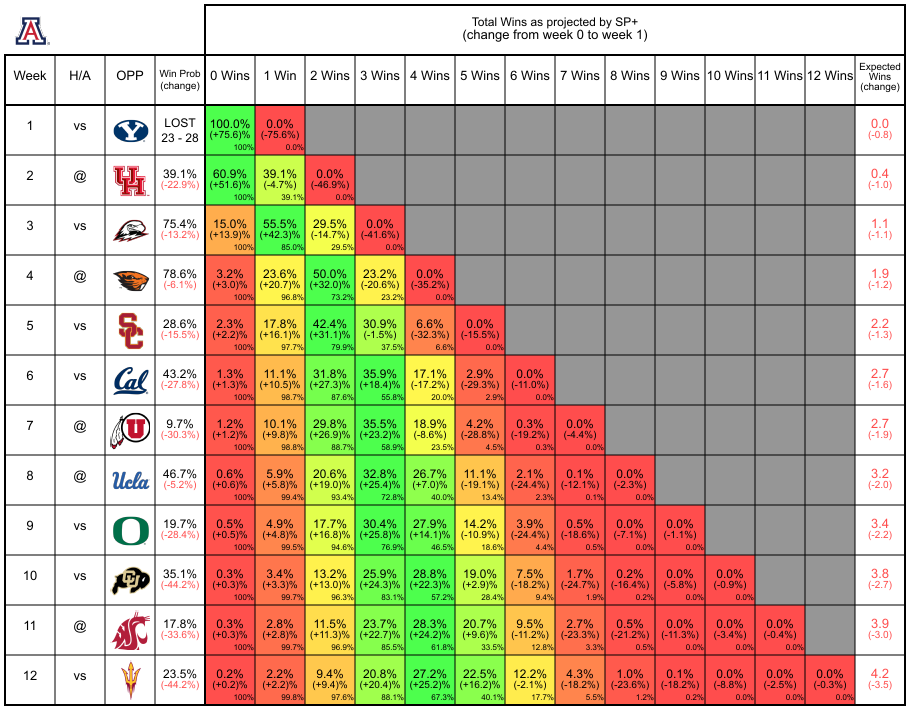 A
Total Wins as projected by SP+
(change from week 0 to week 1)
Week H/A OPP Win Prob (change) 0 Wins 1 Win 2 Wins 3 Wins 4 Wins 5 Wins 6 Wins 7 Wins 8 Wins 9 Wins 10 Wins 11 Wins 12 Wins Expected Wins (change)
1 vs Y LOST 100.0% 0.0% 0.0
23 - 28 (+75.6)% (-75.6)% (-0.8)
100% 0.0%
2 @ UH 39.1% 60.9% 39.1% 0.0% 0.4
(-22.9%) (+51.6)% (-4.7)% (-46.9)% (-1.0)
100% 39.1% 0.0%
3 vs 75.4% 15.0% 55.5% 29.5% 0.0% 1.1
(-13.2%) (+13.9)% (+42.3)% (-14.7)% (-41.6)% (-1.1)
100% 85.0% 29.5% 0.0%
4 @ 78.6% 3.2% 23.6% 50.0% 23.2% 0.0% 1.9
(-6.1%) (+3.0)% (+20.7)% (+32.0)% (-20.6)% (-35.2)% (-1.2)
100% 96.8% 73.2% 23.2% 0.0%
5 vs SC 28.6% 2.3% 17.8% 42.4% 30.9% 6.6% 0.0% 2.2
(-15.5%) (+2.2)% (+16.1)% (+31.1)% (-1.5)% (-32.3)% (-15.5)% (-1.3)
100% 97.7% 79.9% 37.5% 6.6% 0.0%
6 vs Cal 43.2% 1.3% 11.1% 31.8% 35.9% 17.1% 2.9% 0.0% 2.7
(-27.8%) (+1.3)% (+10.5)% (+27.3)% (+18.4)% (-17.2)% (-29.3)% (-11.0)% (-1.6)
100% 98.7% 87.6% 55.8% 20.0% 2.9% 0.0%
7 @ U 9.7% 1.2% 10.1% 29.8% 35.5% 18.9% 4.2% 0.3% 0.0% 2.7
(-30.3%) (+1.2)% (+9.8)% (+26.9)% (+23.2)% (-8.6)% (-28.8)% (-19.2)% (-4.4)% (-1.9)
100% 98.8% 88.7% 58.9% 23.5% 4.5% 0.3% 0.0%
8 @ Ucla 46.7% 0.6% 5.9% 20.6% 32.8% 26.7% 11.1% 2.1% 0.1% 0.0% 3.2
(-5.2%) (+0.6)% (+5.8)% (+19.0)% (+25.4)% (+7.0)% (-19.1)% (-24.4)% (-12.1)% (-2.3)% (-2.0)
100% 99.4% 93.4% 72.8% 40.0% 13.4% 2.3% 0.1% 0.0%
9 vs O 19.7% 0.5% 4.9% 17.7% 30.4% 27.9% 14.2% 3.9% 0.5% 0.0% 0.0% 3.4
(-28.4%) (+0.5)% (+4.8)% (+16.8)% (+25.8)% (+14.1)% (-10.9)% (-24.4)% (-18.6)% (-7.1)% (-1.1)% (-2.2)
100% 99.5% 94.6% 76.9% 46.5% 18.6% 4.4% 0.5% 0.0% 0.0%
10 vs CU 35.1% 0.3% 3.4% 13.2% 25.9% 28.8% 19.0% 7.5% 1.7% 0.2% 0.0% 0.0% 3.8
(-44.2%) (+0.3)% (+3.3)% (+13.0)% (+24.3)% (+22.3)% (+2.9)% (-18.2)% (-24.7)% (-16.4)% (-5.8)% (-0.9)% (-2.7)
100% 99.7% 96.3% 83.1% 57.2% 28.4% 9.4% 1.9% 0.2% 0.0% 0.0%
11 @ 17.8% 0.3% 2.8% 11.5% 23.7% 28.3% 20.7% 9.5% 2.7% 0.5% 0.0% 0.0% 0.0% 3.9
(-33.6%) (+0.3)% (+2.8)% (+11.3)% (+22.7)% (+24.2)% (+9.6)% (-11.2)% (-23.3)% (-21.2)% (-11.3)% (-3.4)% (-0.4)% (-3.0)
100% 99.7% 96.9% 85.5% 61.8% 33.5% 12.8% 3.3% 0.5% 0.0% 0.0% 0.0%
12 vs 23.5% 0.2% 2.2% 9.4% 20.8% 27.2% 22.5% 12.2% 4.3% 1.0% 0.1% 0.0% 0.0% 0.0% 4.2
(-44.2%) (+0.2)% (+2.2)% (+9.4)% (+20.4)% (+25.2)% (+16.2)% (-2.1)% (-18.2)% (-23.6)% (-18.2)% (-8.8)% (-2.5)% (-0.3)% (-3.5)
100% 99.8% 97.6% 88.1% 67.3% 40.1% 17.7% 5.5% 1.2% 0.2% 0.0% 0.0% 0.0%